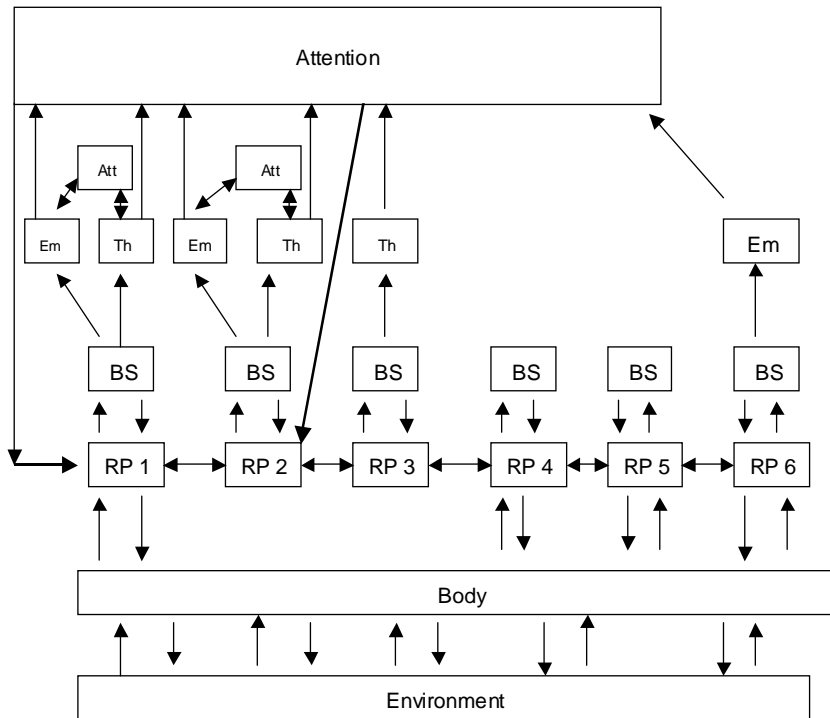 Attention
Att Att
Em Th Em Th Th Em
BS BS BS BS BS BS
RP 1 RP 2 RP 3 RP 4 RP 5 RP 6
Body
Environment